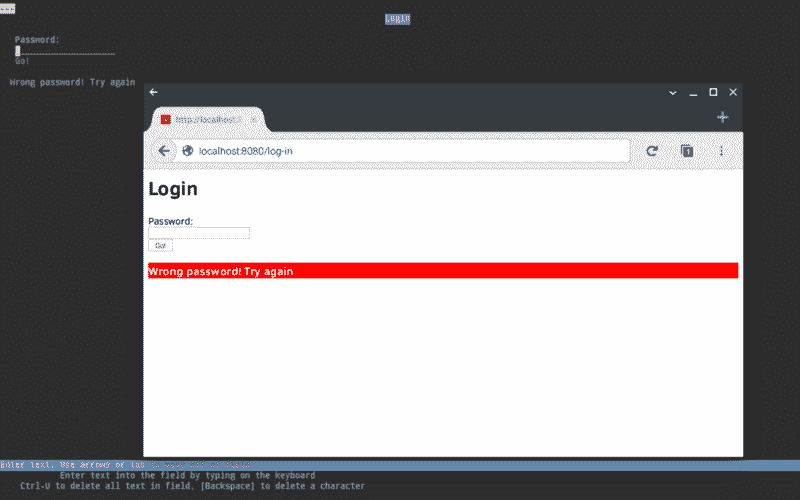 Login
Password:
Go!
Wrong password! Try again
http://localhost:
localhost:8080/log-in
1
Login
Password:
Go!
Wrong password! Try again
Enter text. Use arrows or
Enter text into the field by typing on the keyboard
Ctrl-U to delete all text in field, [Backspace] to delete a character